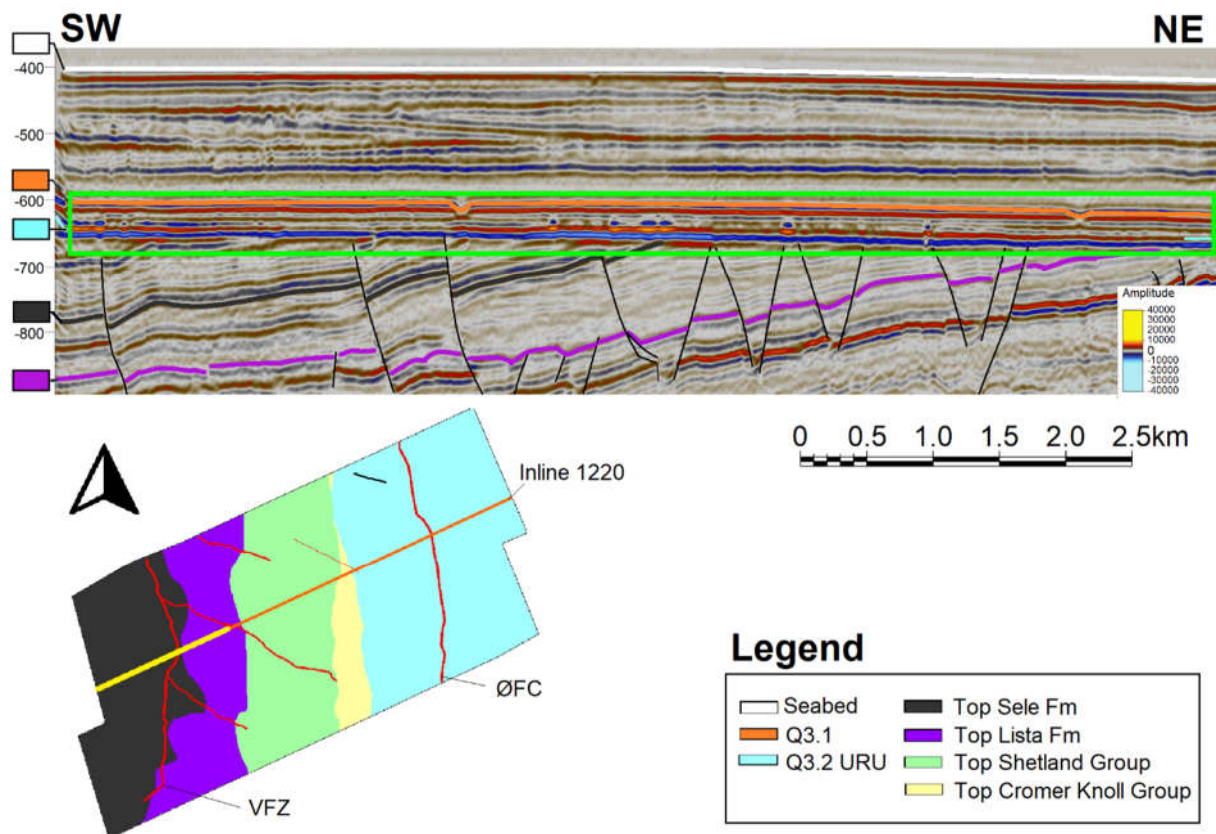 SW
NE
-400
-500
-600
-700
-800
Amplitude
40000
30000
20000
10000
0
-10000
-20000
-30000
-40000
0 0.5 1.0 1.5 2.0 2.5km
Inline 1220
ØFC
VFZ
Legend
Seabed
Q3.1
Q3.2 URU
Top Sele Fm
Top Lista Fm
Top Shetland Group
Top Cromer Knoll Group